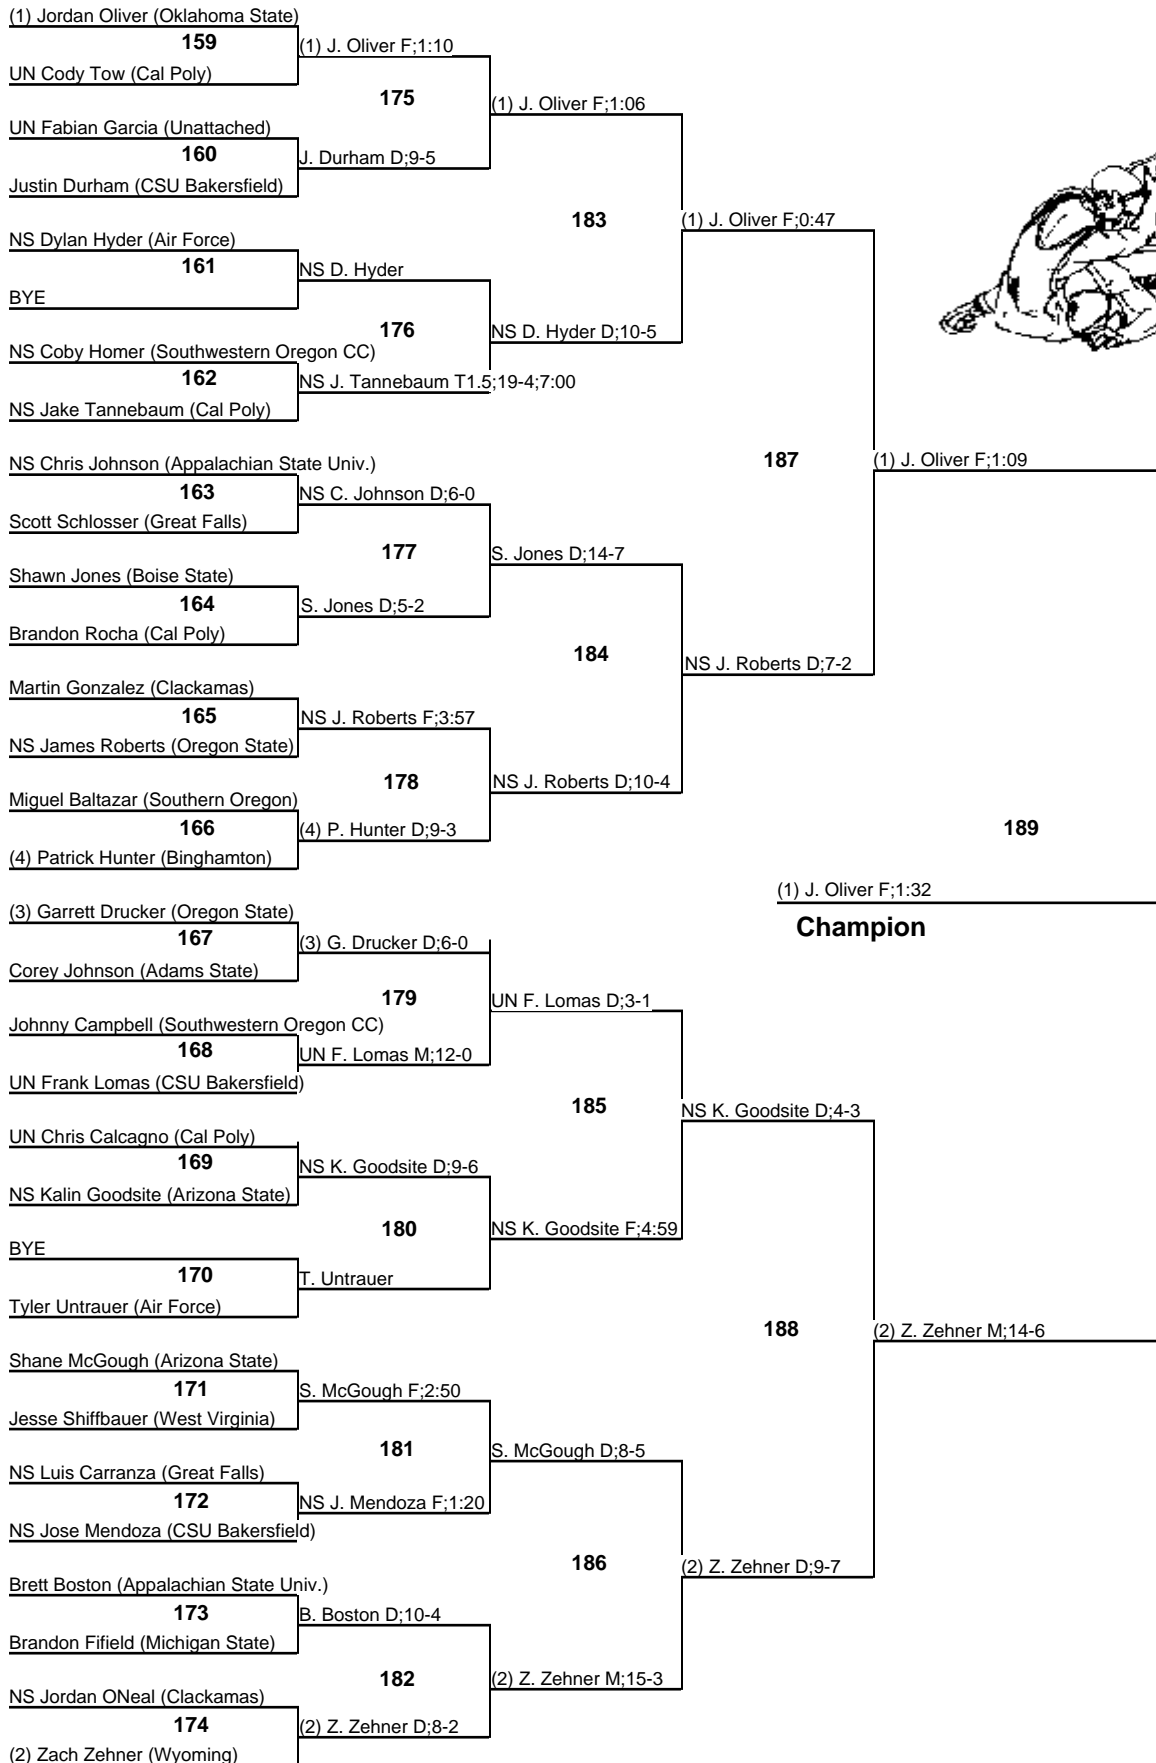 (1) Jordan Oliver (Oklahoma State)
159
(1) J. Oliver F;1:10
UN Cody Tow (Cal Poly)
175
(1) J. Oliver F;1:06
UN Fabian Garcia (Unattached)
160
J. Durham D;9-5
Justin Durham (CSU Bakersfield)
183
(1) J. Oliver F;0:47
NS Dylan Hyder (Air Force)
161
NS D. Hyder
BYE
176
NS D. Hyder D;10-5
NS Coby Homer (Southwestern Oregon CC)
162
NS J. Tannebaum T1.5;19-4;7:00
NS Jake Tannebaum (Cal Poly)
187
(1) J. Oliver F;1:09
NS Chris Johnson (Appalachian State Univ.)
163
NS C. Johnson D;6-0
Scott Schlosser (Great Falls)
177
S. Jones D;14-7
Shawn Jones (Boise State)
164
S. Jones D;5-2
Brandon Rocha (Cal Poly)
184
NS J. Roberts D;7-2
Martin Gonzalez (Clackamas)
165
NS J. Roberts F;3:57
NS James Roberts (Oregon State)
178
NS J. Roberts D;10-4
Miguel Baltazar (Southern Oregon)
166
(4) P. Hunter D;9-3
(4) Patrick Hunter (Binghamton)
189
(1) J. Oliver F;1:32
Champion
(3) Garrett Drucker (Oregon State)
167
(3) G. Drucker D;6-0
Corey Johnson (Adams State)
179
UN F. Lomas D;3-1
Johnny Campbell (Southwestern Oregon CC)
168
UN F. Lomas M;12-0
UN Frank Lomas (CSU Bakersfield)
185
NS K. Goodsite D;4-3
UN Chris Calcagno (Cal Poly)
169
NS K. Goodsite D;9-6
NS Kalin Goodsite (Arizona State)
180
NS K. Goodsite F;4:59
BYE
170
T. Untrauer
Tyler Untrauer (Air Force)
188
(2) Z. Zehner M;14-6
Shane McGough (Arizona State)
171
S. McGough F;2:50
Jesse Shiffbauer (West Virginia)
181
S. McGough D;8-5
NS Luis Carranza (Great Falls)
172
NS J. Mendoza F;1:20
NS Jose Mendoza (CSU Bakersfield)
186
(2) Z. Zehner D;9-7
Brett Boston (Appalachian State Univ.)
173
B. Boston D;10-4
Brandon Fifield (Michigan State)
182
(2) Z. Zehner M;15-3
NS Jordan ONeal (Clackamas)
174
(2) Z. Zehner D;8-2
(2) Zach Zehner (Wyoming)